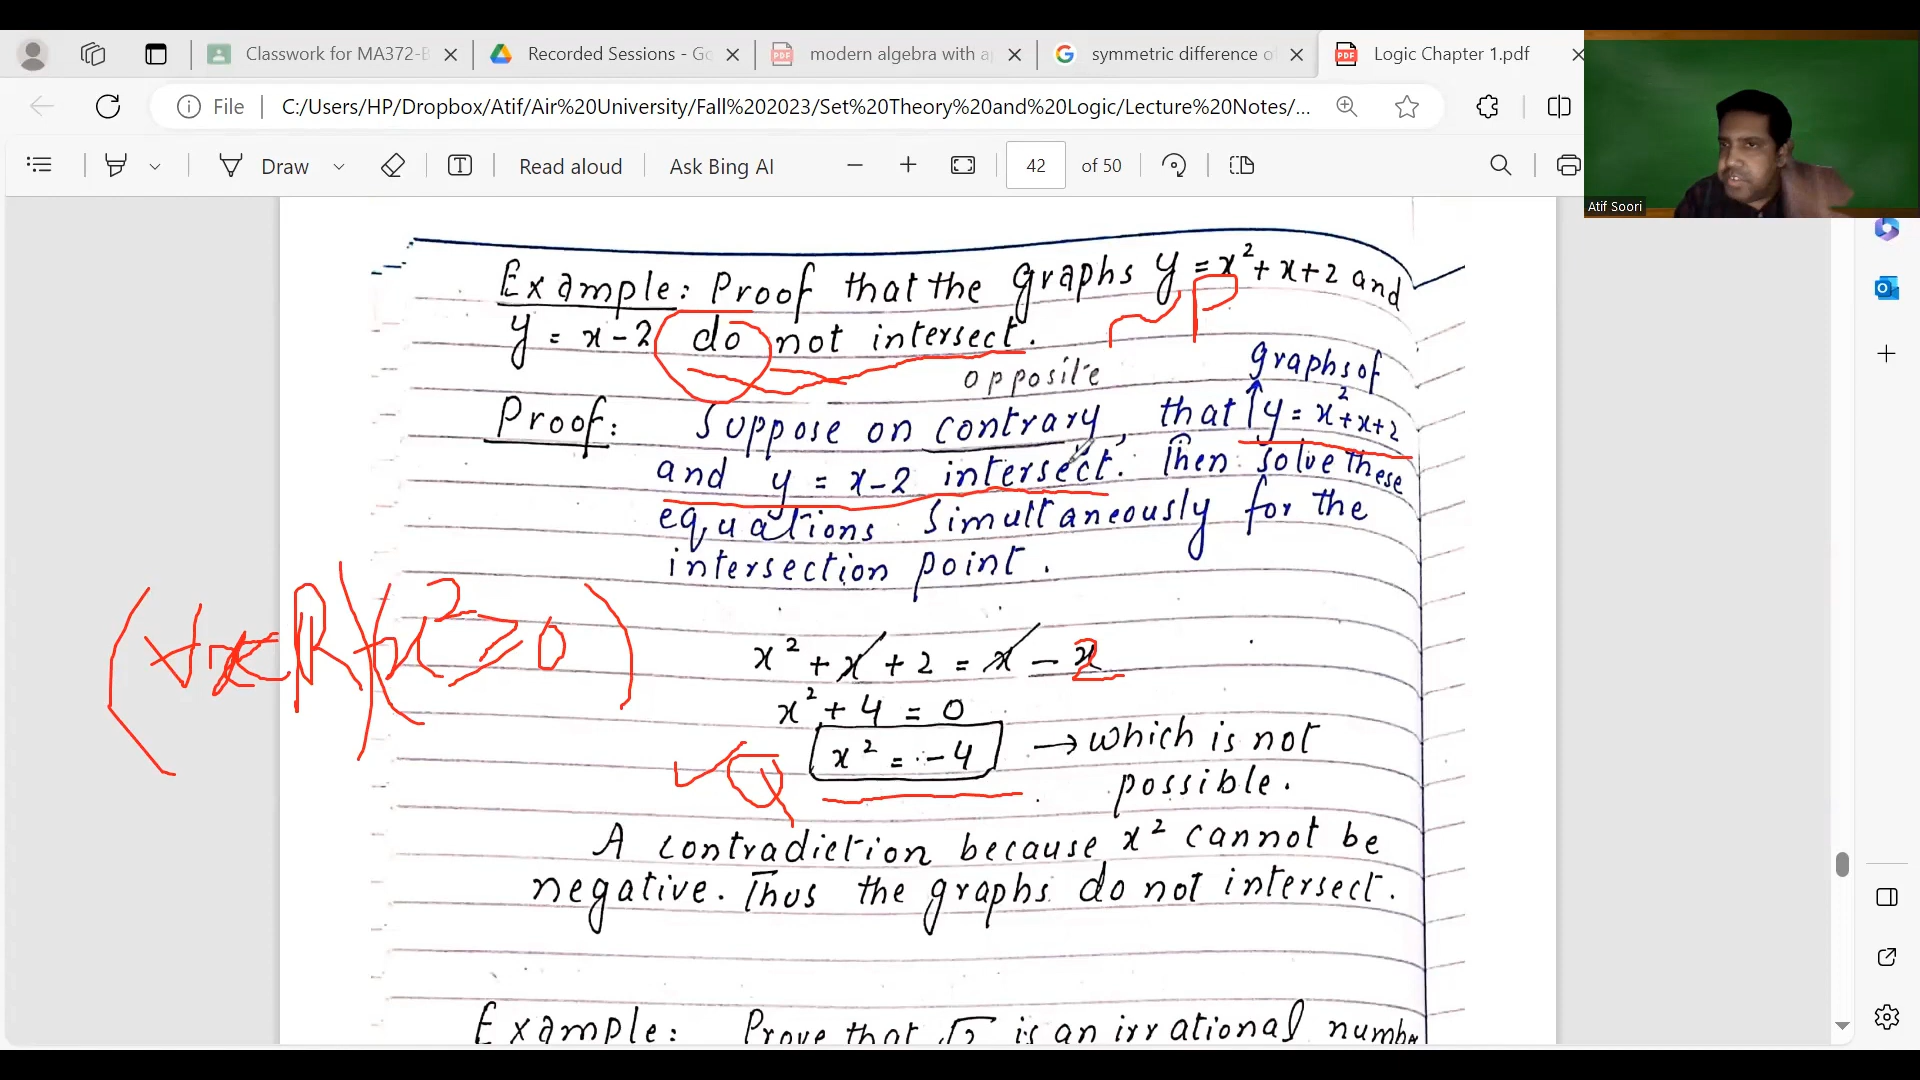 Classwork for MA372-B
Recorded Sessions - Go
modern algebra with a
symmetric difference o
Logic Chapter 1.pdf
File
C:/Users/HP/Dropbox/Atif/Air%20University/Fall%202023/Set%20Theory%20and%20Logic/Lecture%20Notes/...
Draw
Read aloud
Ask Bing AI
42 of 50
Atif Soori
Example: Proof that the graphs y = x² + x + 2 and
y = x - 2 do not intersect.
~P
opposite
graphs of
Proof: Suppose on contrary, that y = x² + x + 2
and y = x - 2 intersect. Then solve these
equations simultaneously for the
intersection point.
(∀x∈ℝ)(x² ≥ 0)
x² + x + 2 = x - 2
x² + 4 = 0
Q x² = -4 → which is not
possible.
A contradiction because x² cannot be
negative. Thus the graphs do not intersect.
Example: Prove that √2 is an irrational numbe